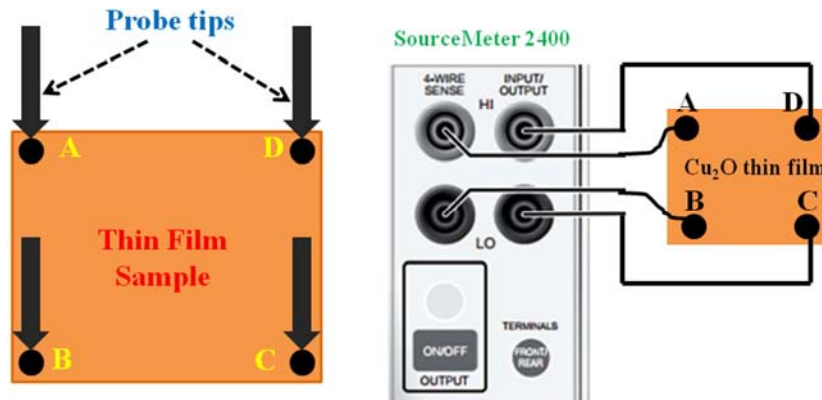 Probe tips
A
D
Thin Film
Sample
B
C
SourceMeter 2400
4-WIRE
SENSE
INPUT/
OUTPUT
HI
LO
ON/OFF
OUTPUT
TERMINALS
FRONT/
REAR
A
D
Cu₂O thin film
B
C